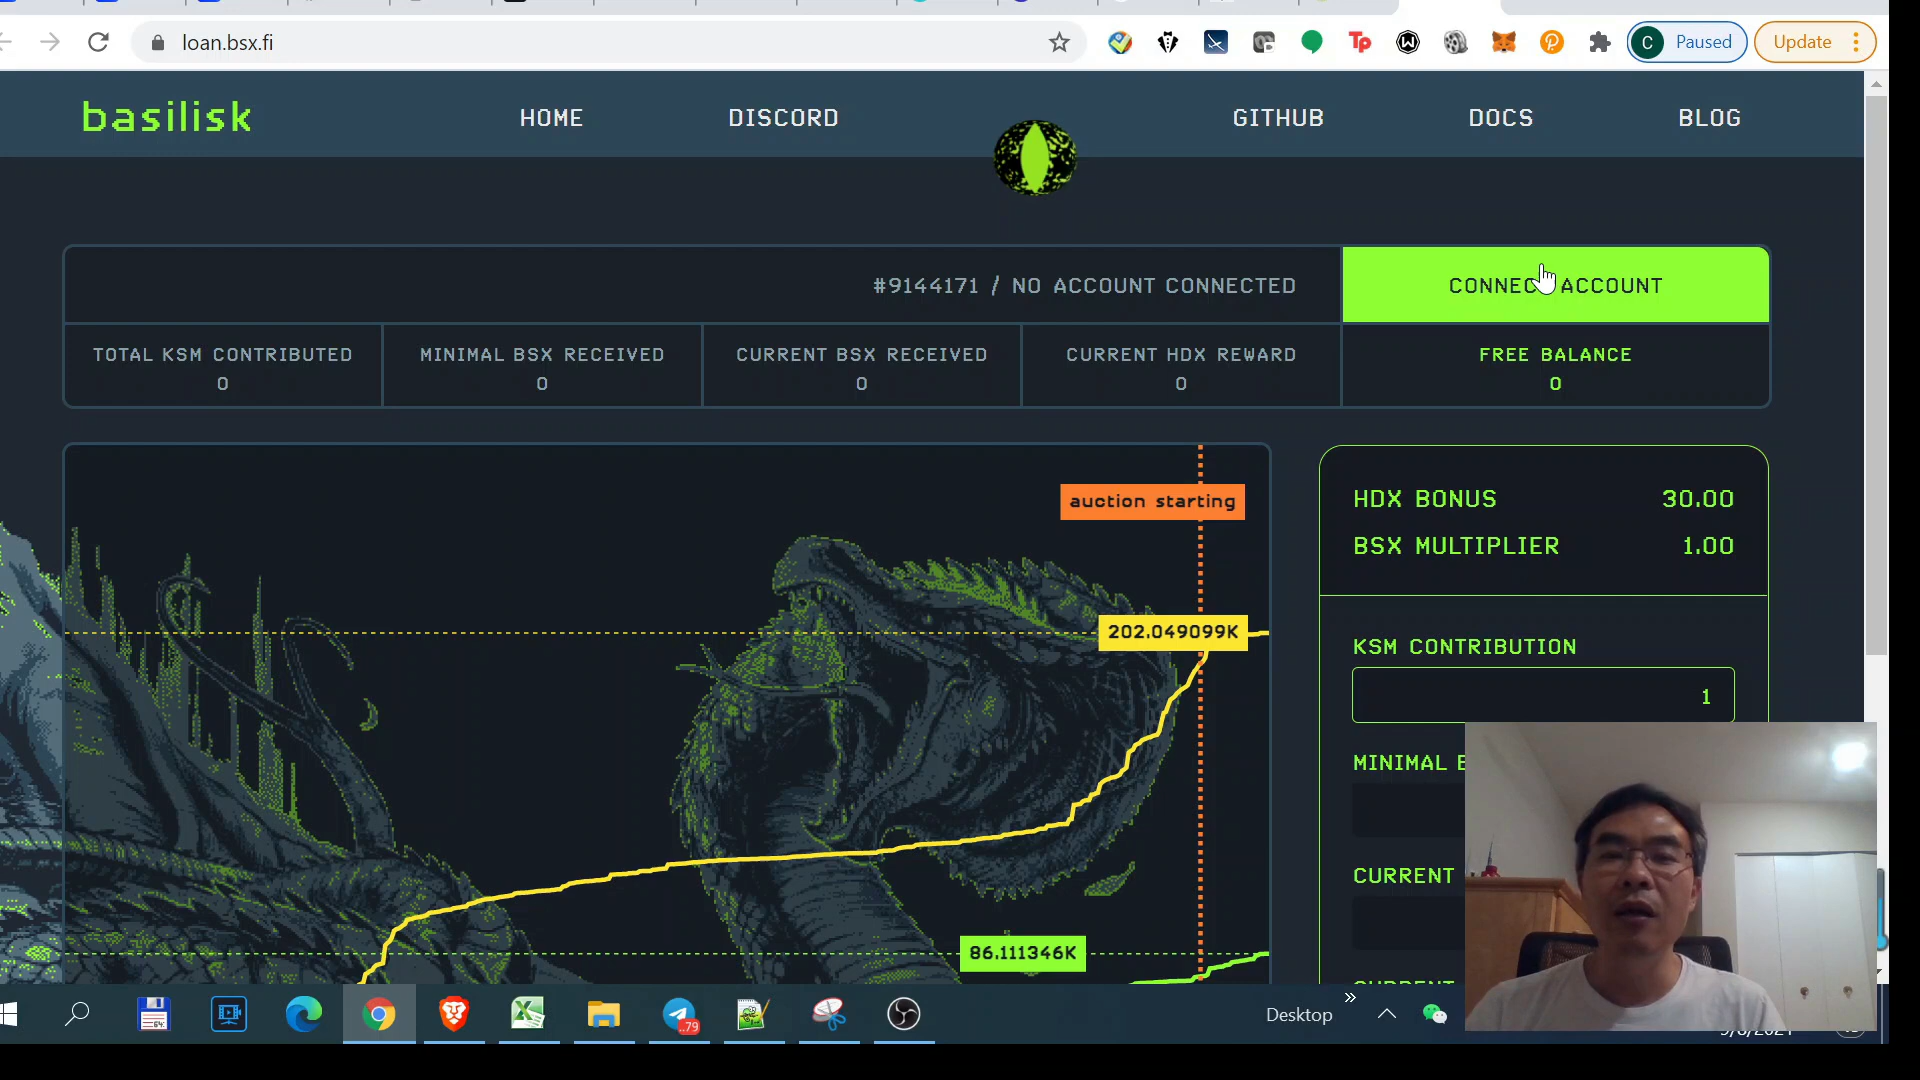 loan.bsx.fi
C Paused
Update
basilisk
HOME
DISCORD
GITHUB
DOCS
BLOG
#9144171 / NO ACCOUNT CONNECTED
CONNECT ACCOUNT
TOTAL KSM CONTRIBUTED
0
MINIMAL BSX RECEIVED
0
CURRENT BSX RECEIVED
0
CURRENT HDX REWARD
0
FREE BALANCE
0
auction starting
HDX BONUS 30.00
BSX MULTIPLIER 1.00
202.049099K
KSM CONTRIBUTION
1
MINIMAL
CURRENT
86.111346K
Desktop